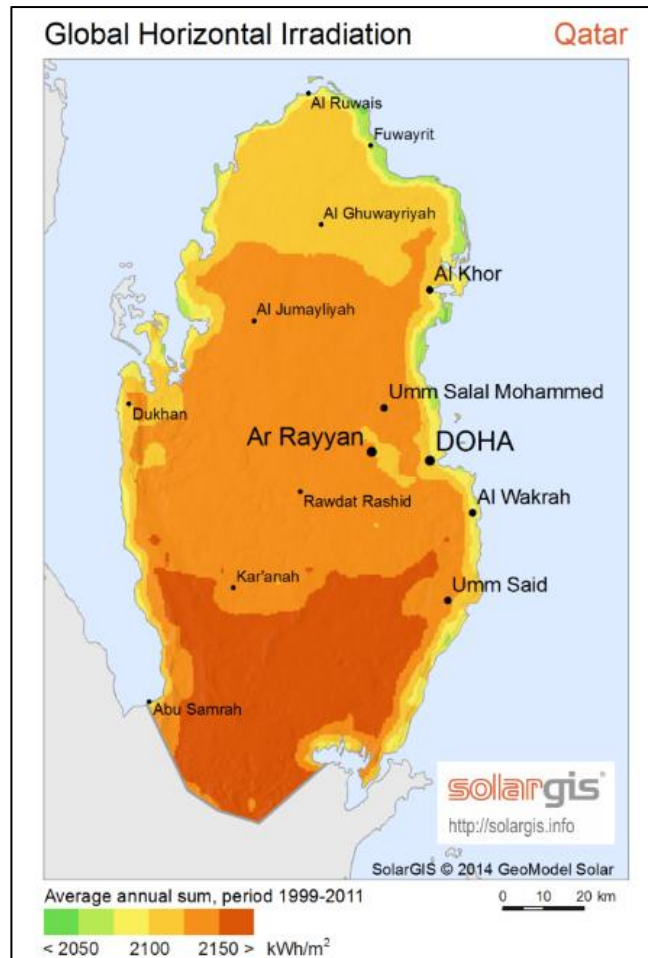 Global Horizontal Irradiation Qatar
Al Ruwais
Fuwayrit
Al Ghuwayriyah
Al Khor
Al Jumayliyah
Umm Salal Mohammed
Dukhan
Ar Rayyan DOHA
Rawdat Rashid
Al Wakrah
Kar'anah
Umm Said
Abu Samrah
solargis®
http://solargis.info
SolarGIS © 2014 GeoModel Solar
Average annual sum, period 1999-2011
0 10 20 km
< 2050 2100 2150 > kWh/m²